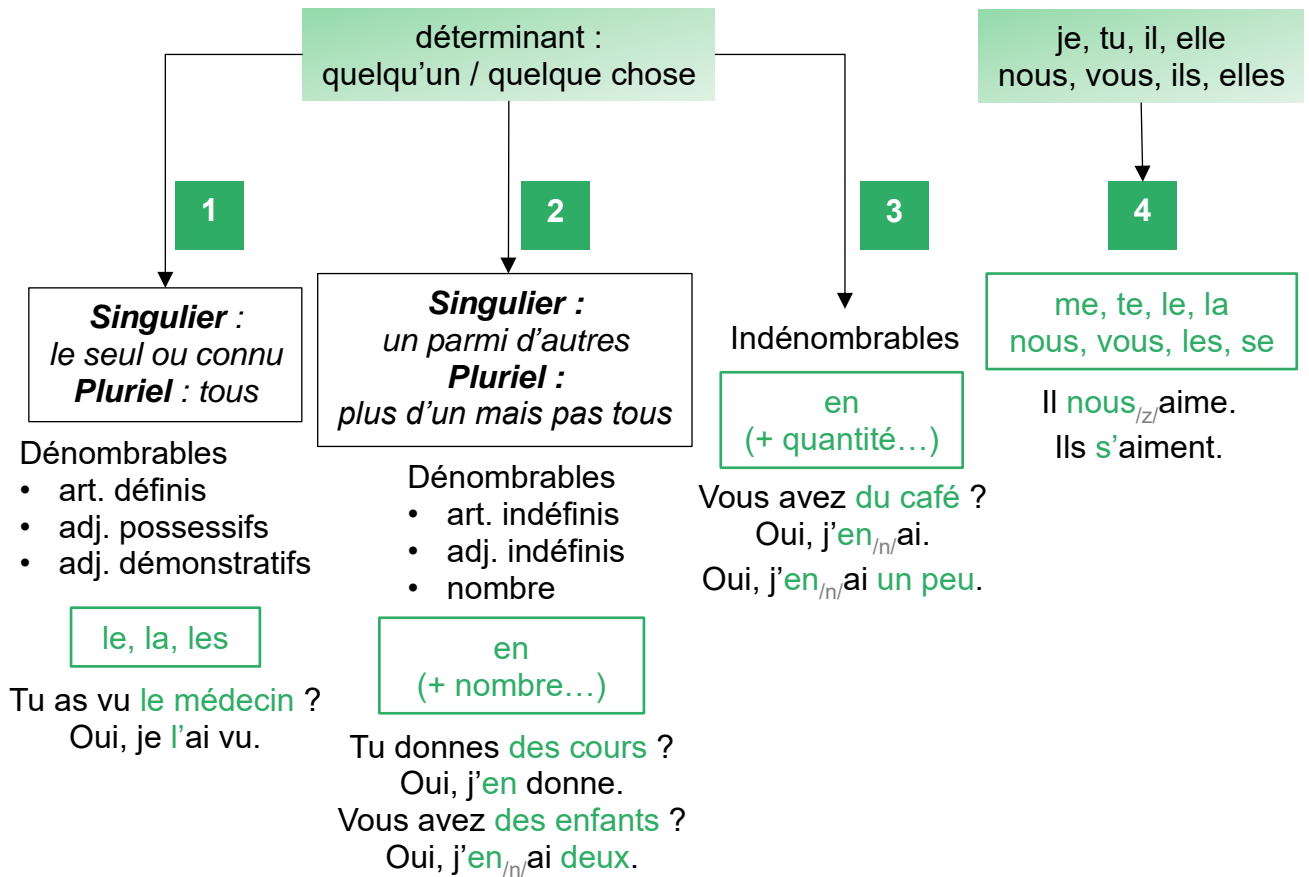 déterminant :
quelqu'un / quelque chose
je, tu, il, elle
nous, vous, ils, elles
1
2
3
4
Singulier :
le seul ou connu
Pluriel : tous
Dénombrables
• art. définis
• adj. possessifs
• adj. démonstratifs
le, la, les
Tu as vu le médecin ?
Oui, je l'ai vu.
Singulier :
un parmi d'autres
Pluriel :
plus d'un mais pas tous
Dénombrables
• art. indéfinis
• adj. indéfinis
• nombre
en
(+ nombre…)
Tu donnes des cours ?
Oui, j'en donne.
Vous avez des enfants ?
Oui, j'en/n/ai deux.
Indénombrables
en
(+ quantité…)
Vous avez du café ?
Oui, j'en/n/ai.
Oui, j'en/n/ai un peu.
me, te, le, la
nous, vous, les, se
Il nous/z/aime.
Ils s'aiment.